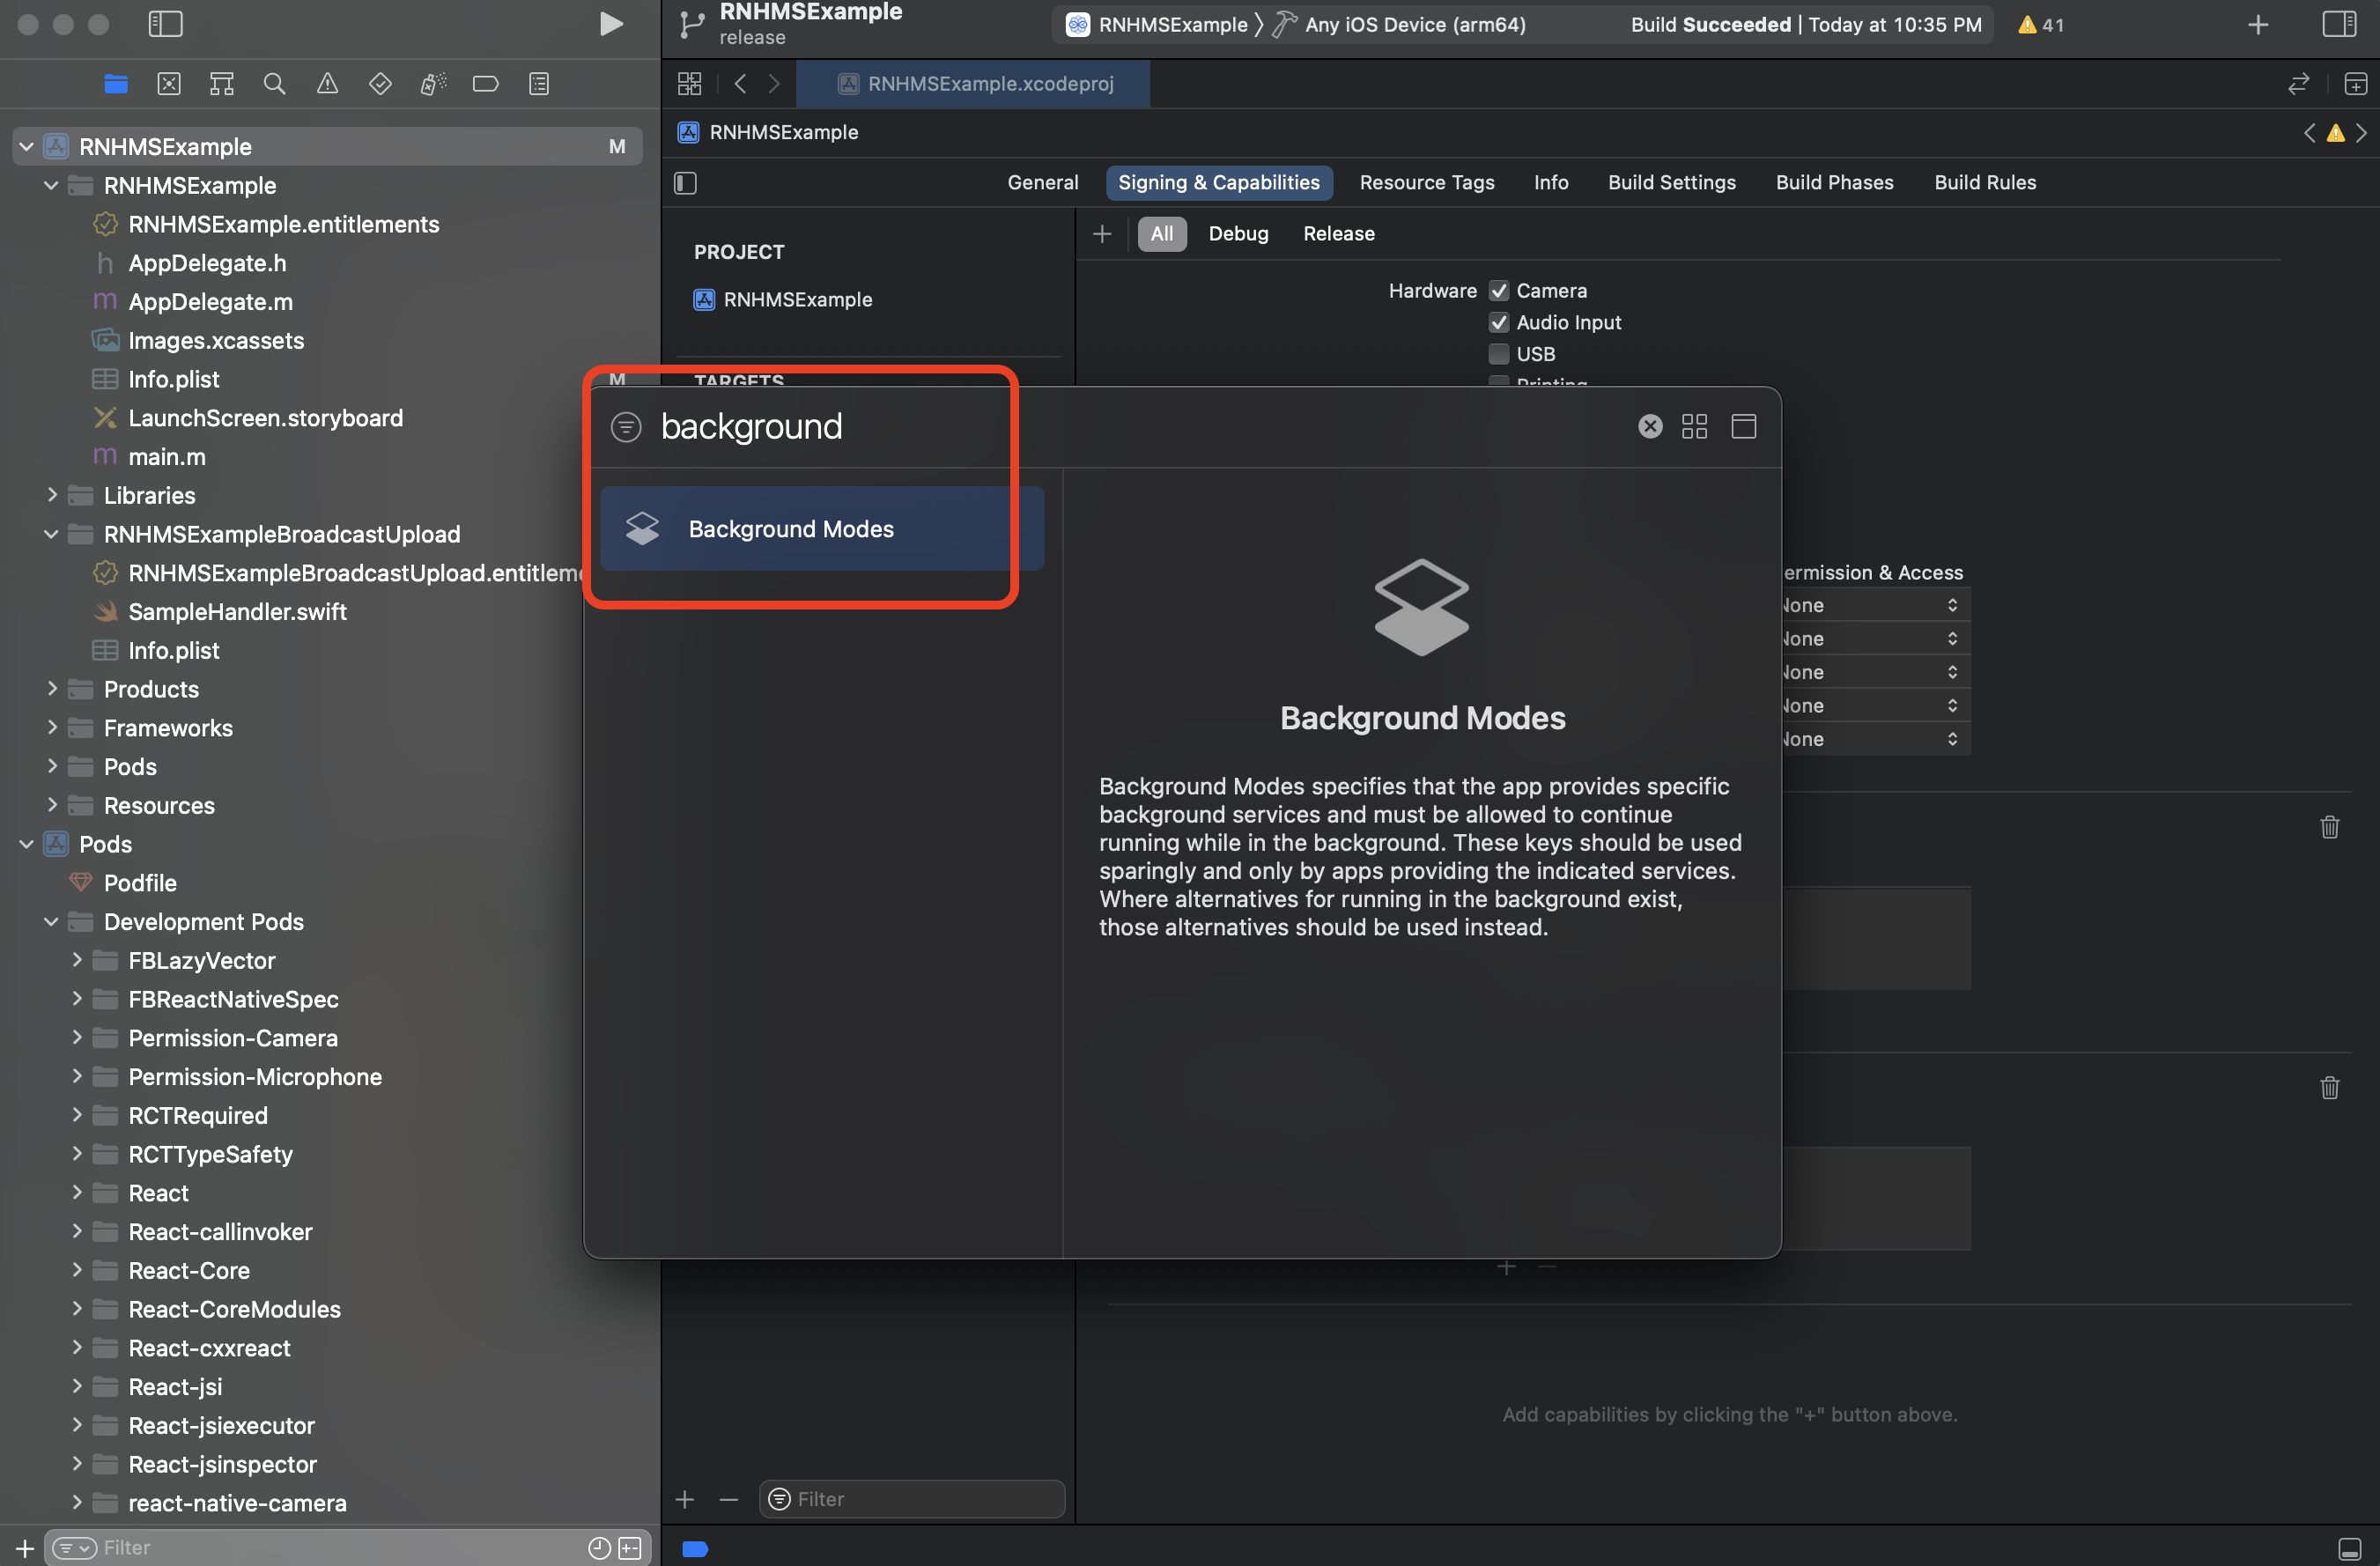 RNHMSExample
release
RNHMSExample
Any iOS Device (arm64)
Build Succeeded | Today at 10:35 PM
41
RNHMSExample.xcodeproj
RNHMSExample
General
Signing & Capabilities
Resource Tags
Info
Build Settings
Build Phases
Build Rules
RNHMSExample M
RNHMSExample
RNHMSExample.entitlements
h AppDelegate.h
m AppDelegate.m
Images.xcassets
Info.plist M
LaunchScreen.storyboard
m main.m
Libraries
RNHMSExampleBroadcastUpload
RNHMSExampleBroadcastUpload.entitleme
SampleHandler.swift
Info.plist
Products
Frameworks
Pods
Resources
Pods
Podfile
Development Pods
FBLazyVector
FBReactNativeSpec
Permission-Camera
Permission-Microphone
RCTRequired
RCTTypeSafety
React
React-callinvoker
React-Core
React-CoreModules
React-cxxreact
React-jsi
React-jsiexecutor
React-jsinspector
react-native-camera
Filter
PROJECT
RNHMSExample
TARGETS
Filter
All
Debug
Release
Hardware
Camera
Audio Input
USB
Printing
ermission & Access
None
None
None
None
None
background
Background Modes
Background Modes
Background Modes specifies that the app provides specific
background services and must be allowed to continue
running while in the background. These keys should be used
sparingly and only by apps providing the indicated services.
Where alternatives for running in the background exist,
those alternatives should be used instead.
Add capabilities by clicking the "+" button above.